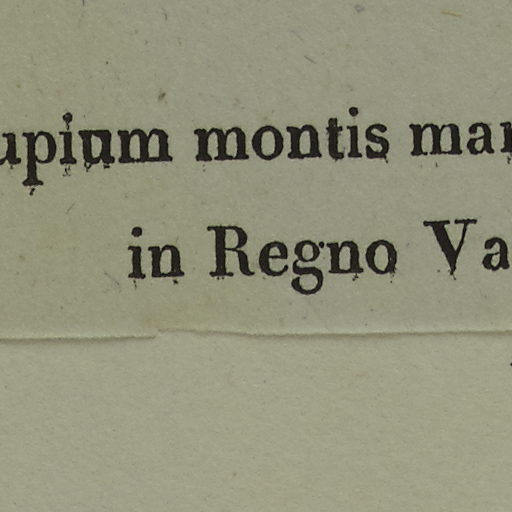 upium montis mar
in Regno Va